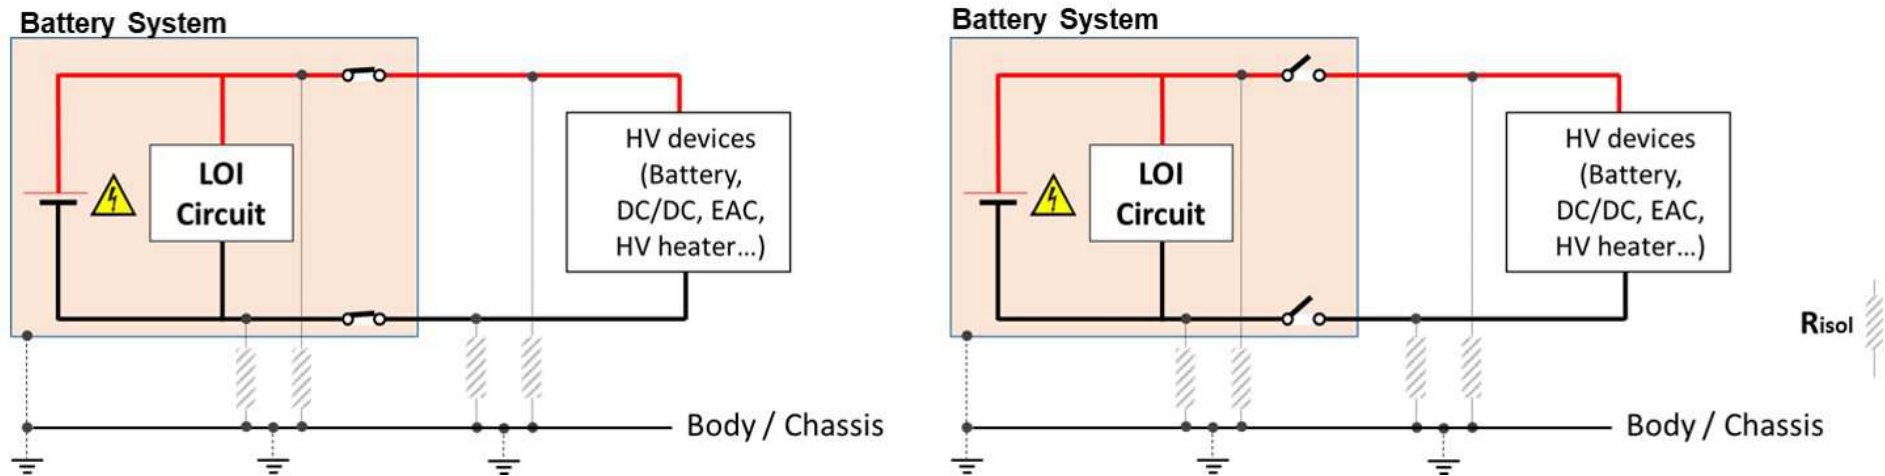 Battery System
LOI
Circuit
HV devices
(Battery,
DC/DC, EAC,
HV heater...)
Body / Chassis
Battery System
LOI
Circuit
HV devices
(Battery,
DC/DC, EAC,
HV heater...)
Risol
Body / Chassis